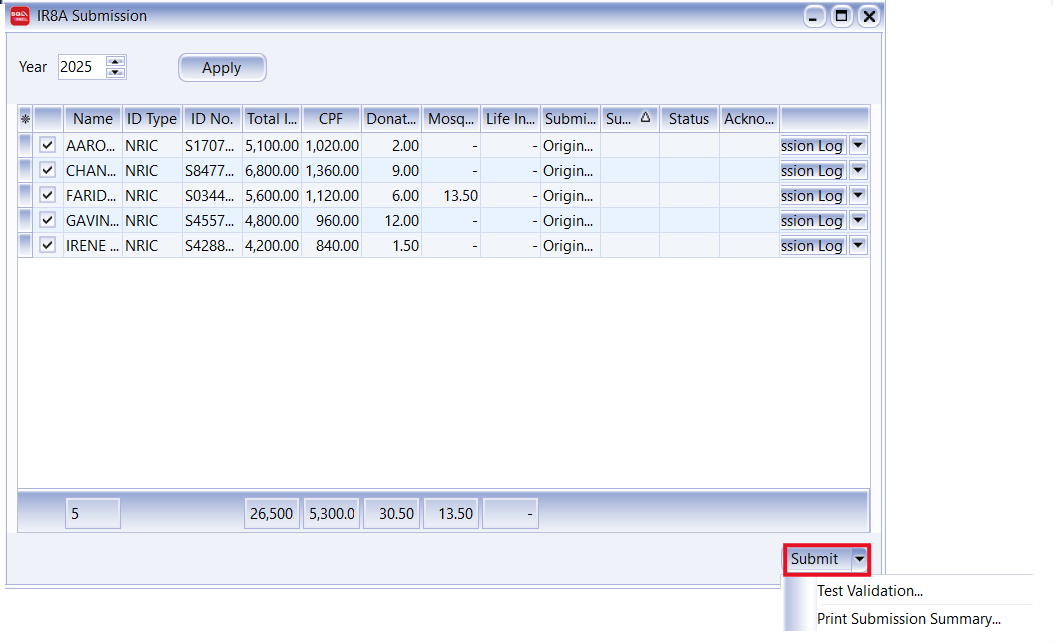 IR8A Submission
Year 2025 Apply
Name ID Type ID No. Total I... CPF Donat... Mosq... Life In... Submi... Su... Status Ackno...
AARO... NRIC S1707... 5,100.00 1,020.00 2.00 - - Origin... ssion Log
CHAN... NRIC S8477... 6,800.00 1,360.00 9.00 - - Origin... ssion Log
FARID... NRIC S0344... 5,600.00 1,120.00 6.00 13.50 - Origin... ssion Log
GAVIN... NRIC S4557... 4,800.00 960.00 12.00 - - Origin... ssion Log
IRENE ... NRIC S4288... 4,200.00 840.00 1.50 - - Origin... ssion Log
5 26,500 5,300.0 30.50 13.50 -
Submit
Test Validation...
Print Submission Summary...